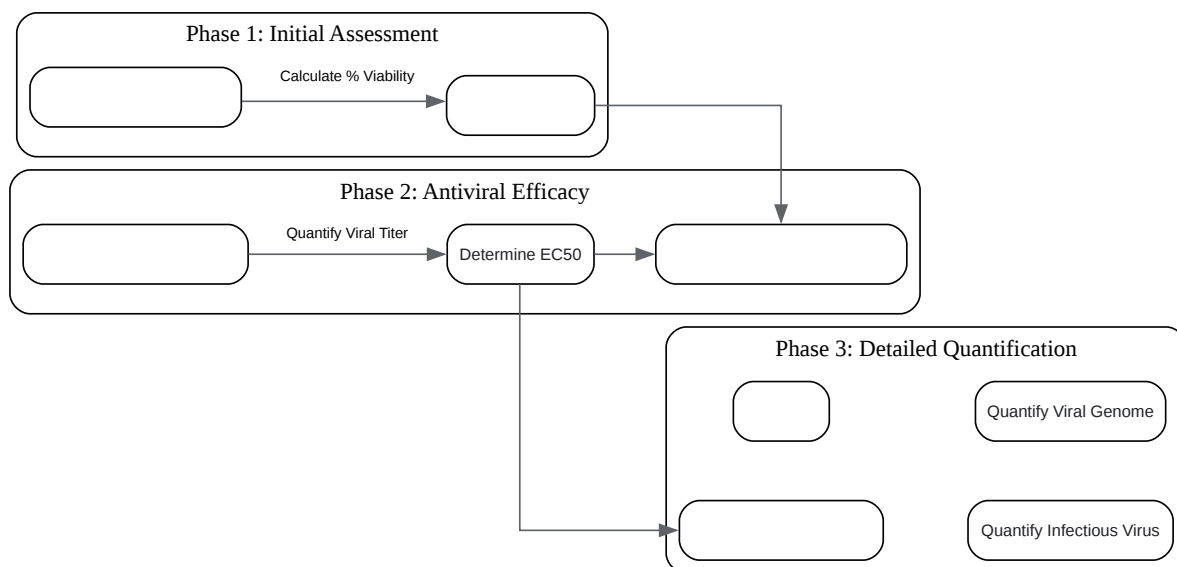 Phase 1: Initial Assessment
Calculate % Viability
Phase 2: Antiviral Efficacy
Quantify Viral Titer
Determine EC50
Phase 3: Detailed Quantification
Quantify Viral Genome
Quantify Infectious Virus